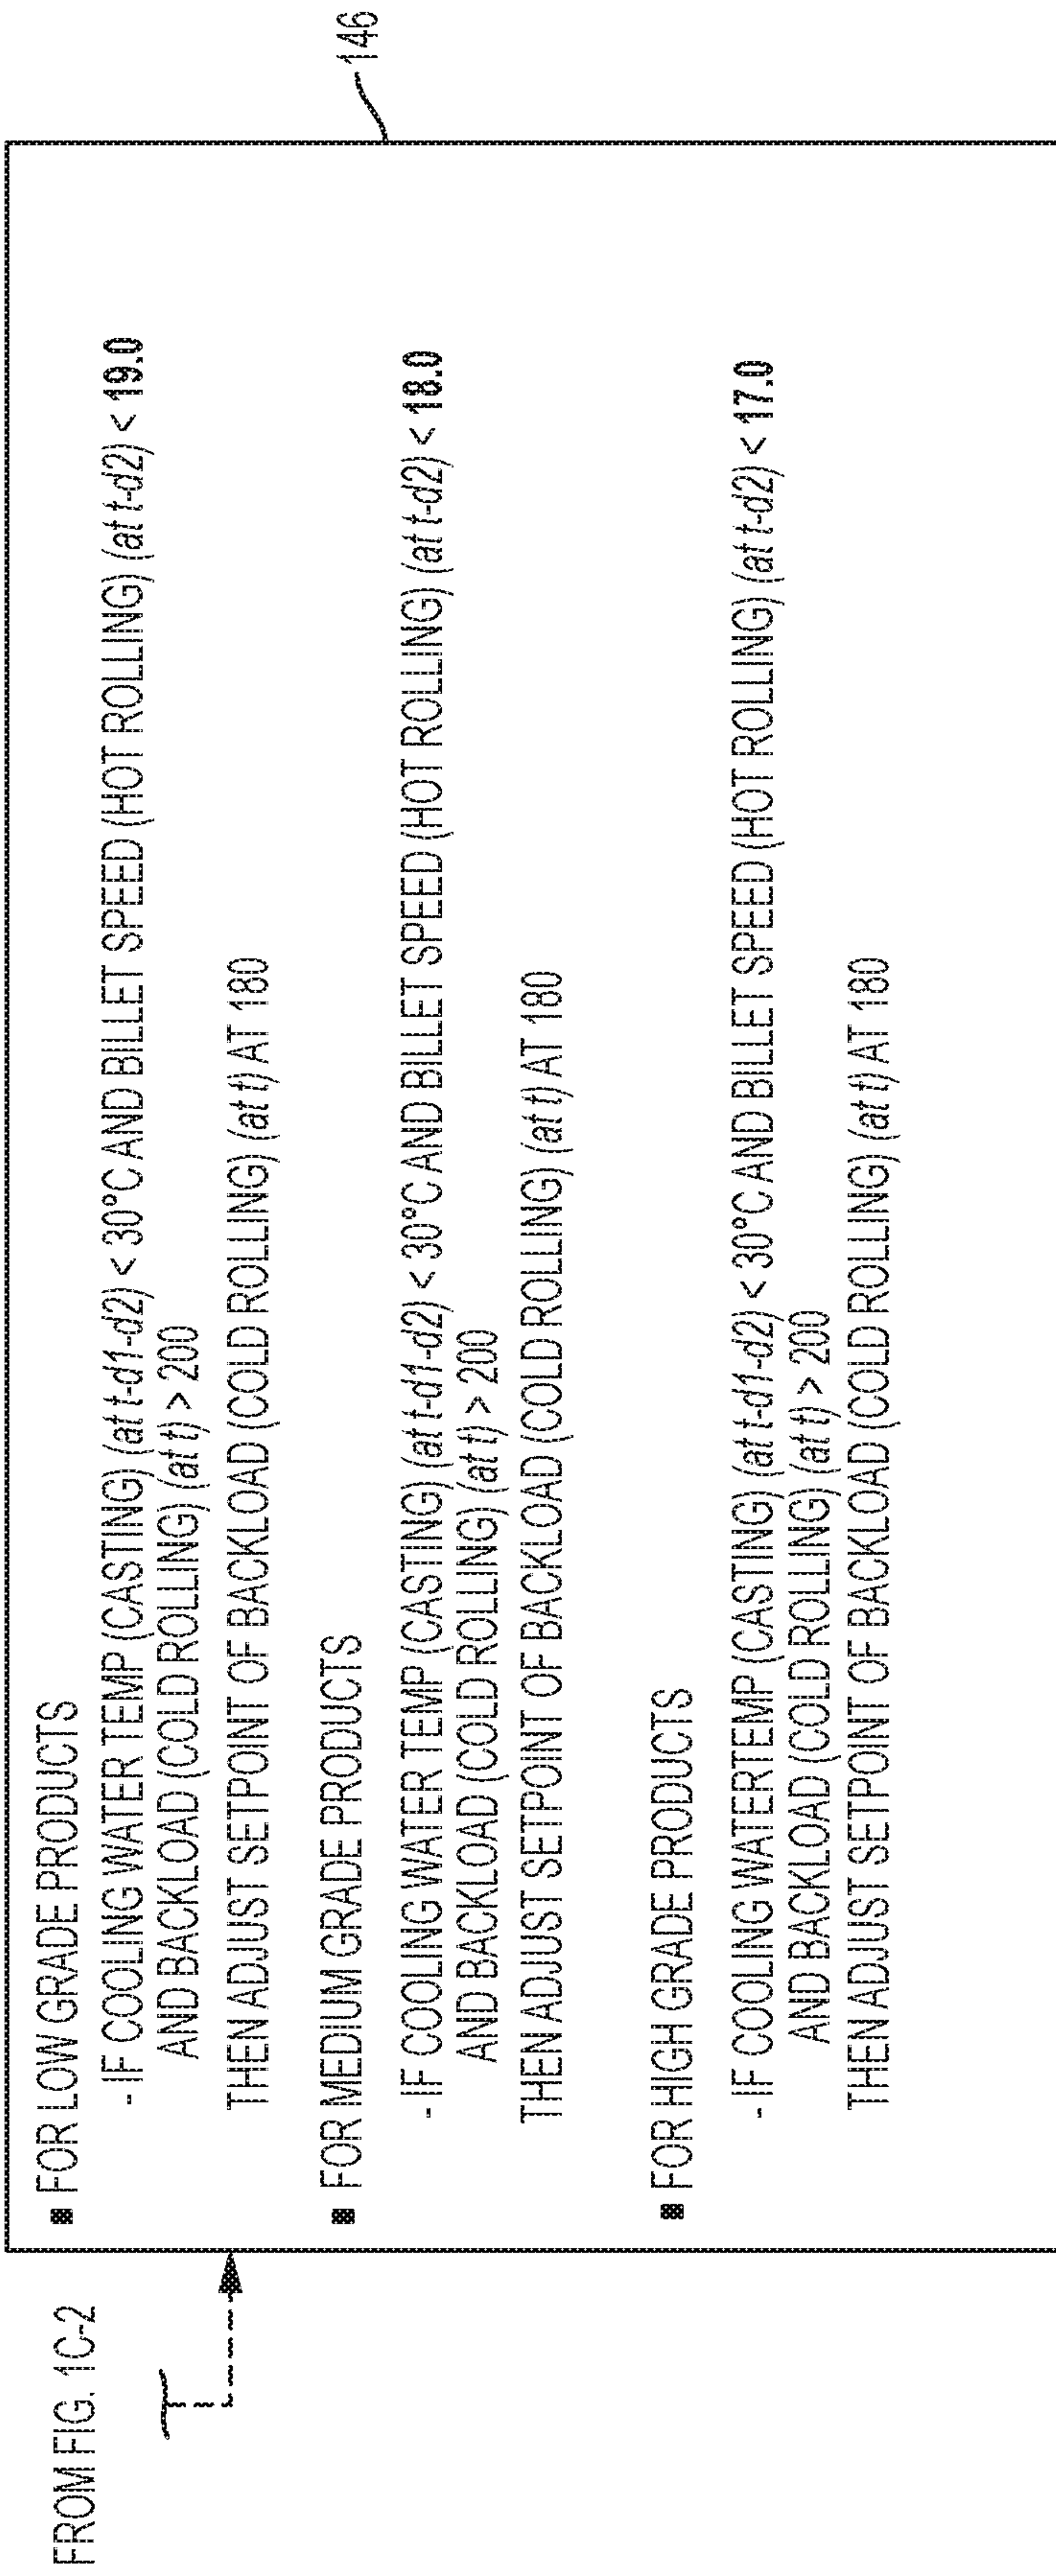 FROM FIG. 1C-2
■ FOR LOW GRADE PRODUCTS
- IF COOLING WATER TEMP (CASTING) (at t-d1-d2) < 30°C AND BILLET SPEED (HOT ROLLING) (at t-d2) < 19.0
AND BACKLOAD (COLD ROLLING) (at t) > 200
THEN ADJUST SETPOINT OF BACKLOAD (COLD ROLLING) (at t) AT 180
■ FOR MEDIUM GRADE PRODUCTS
- IF COOLING WATER TEMP (CASTING) (at t-d1-d2) < 30°C AND BILLET SPEED (HOT ROLLING) (at t-d2) < 18.0
AND BACKLOAD (COLD ROLLING) (at t) > 200
THEN ADJUST SETPOINT OF BACKLOAD (COLD ROLLING) (at t) AT 180
■ FOR HIGH GRADE PRODUCTS
- IF COOLING WATERTEMP (CASTING) (at t-d1-d2) < 30°C AND BILLET SPEED (HOT ROLLING) (at t-d2) < 17.0
AND BACKLOAD (COLD ROLLING) (at t) > 200
THEN ADJUST SETPOINT OF BACKLOAD (COLD ROLLING) (at t) AT 180
146